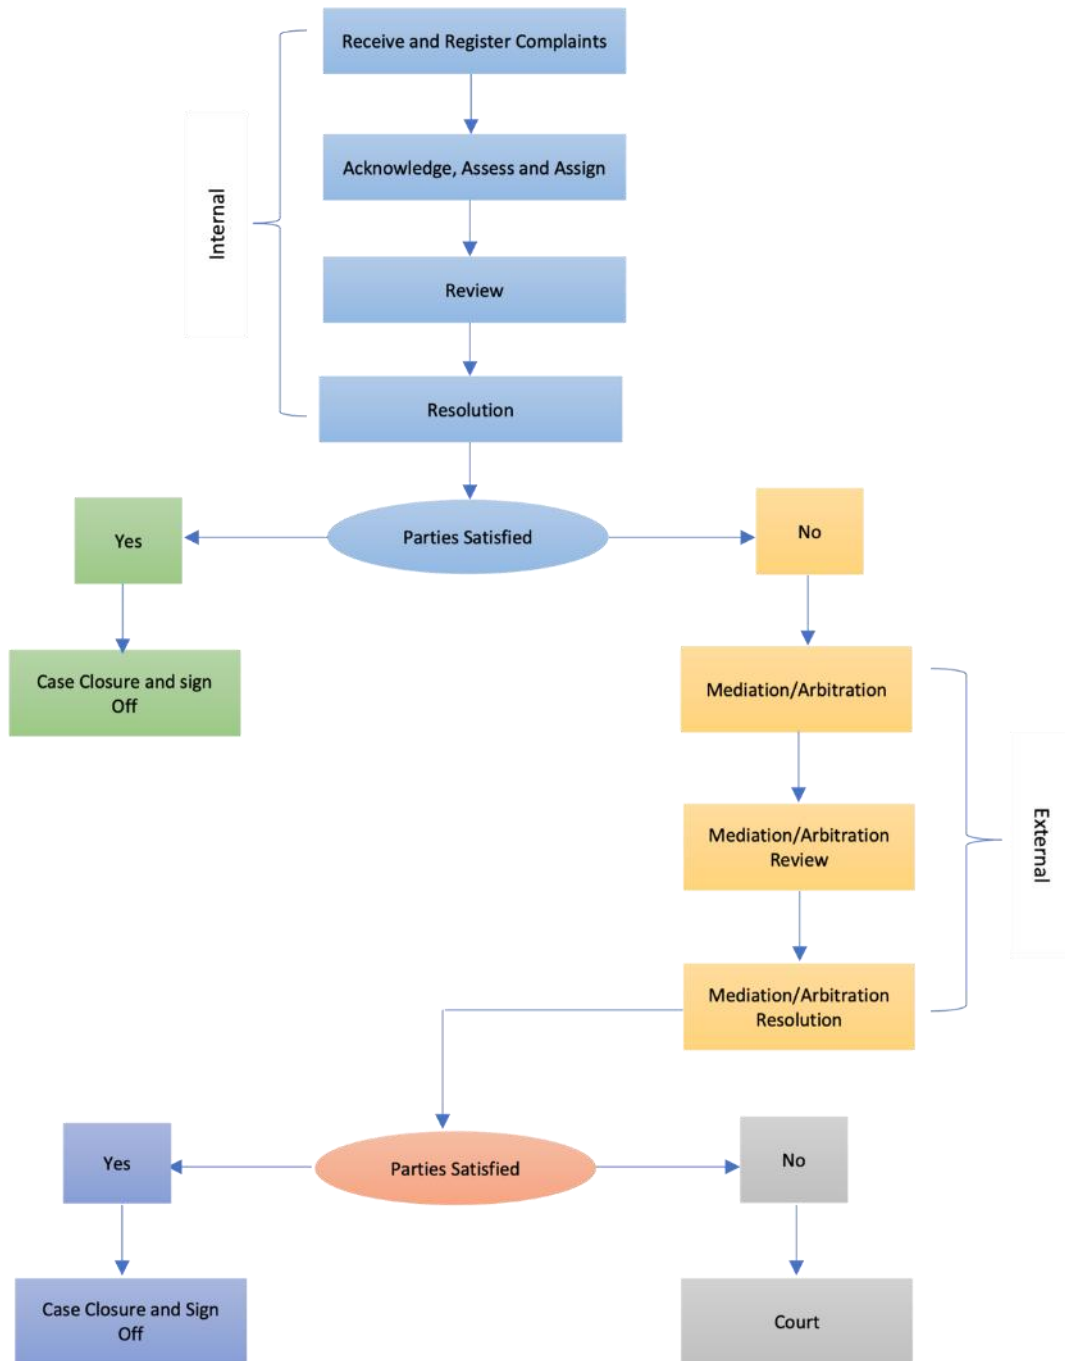 Receive and Register Complaints
Internal
Acknowledge, Assess and Assign
Review
Resolution
Parties Satisfied
Yes
No
Case Closure and sign
Off
Mediation/Arbitration
External
Mediation/Arbitration
Review
Mediation/Arbitration
Resolution
Parties Satisfied
Yes
No
Case Closure and Sign
Off
Court